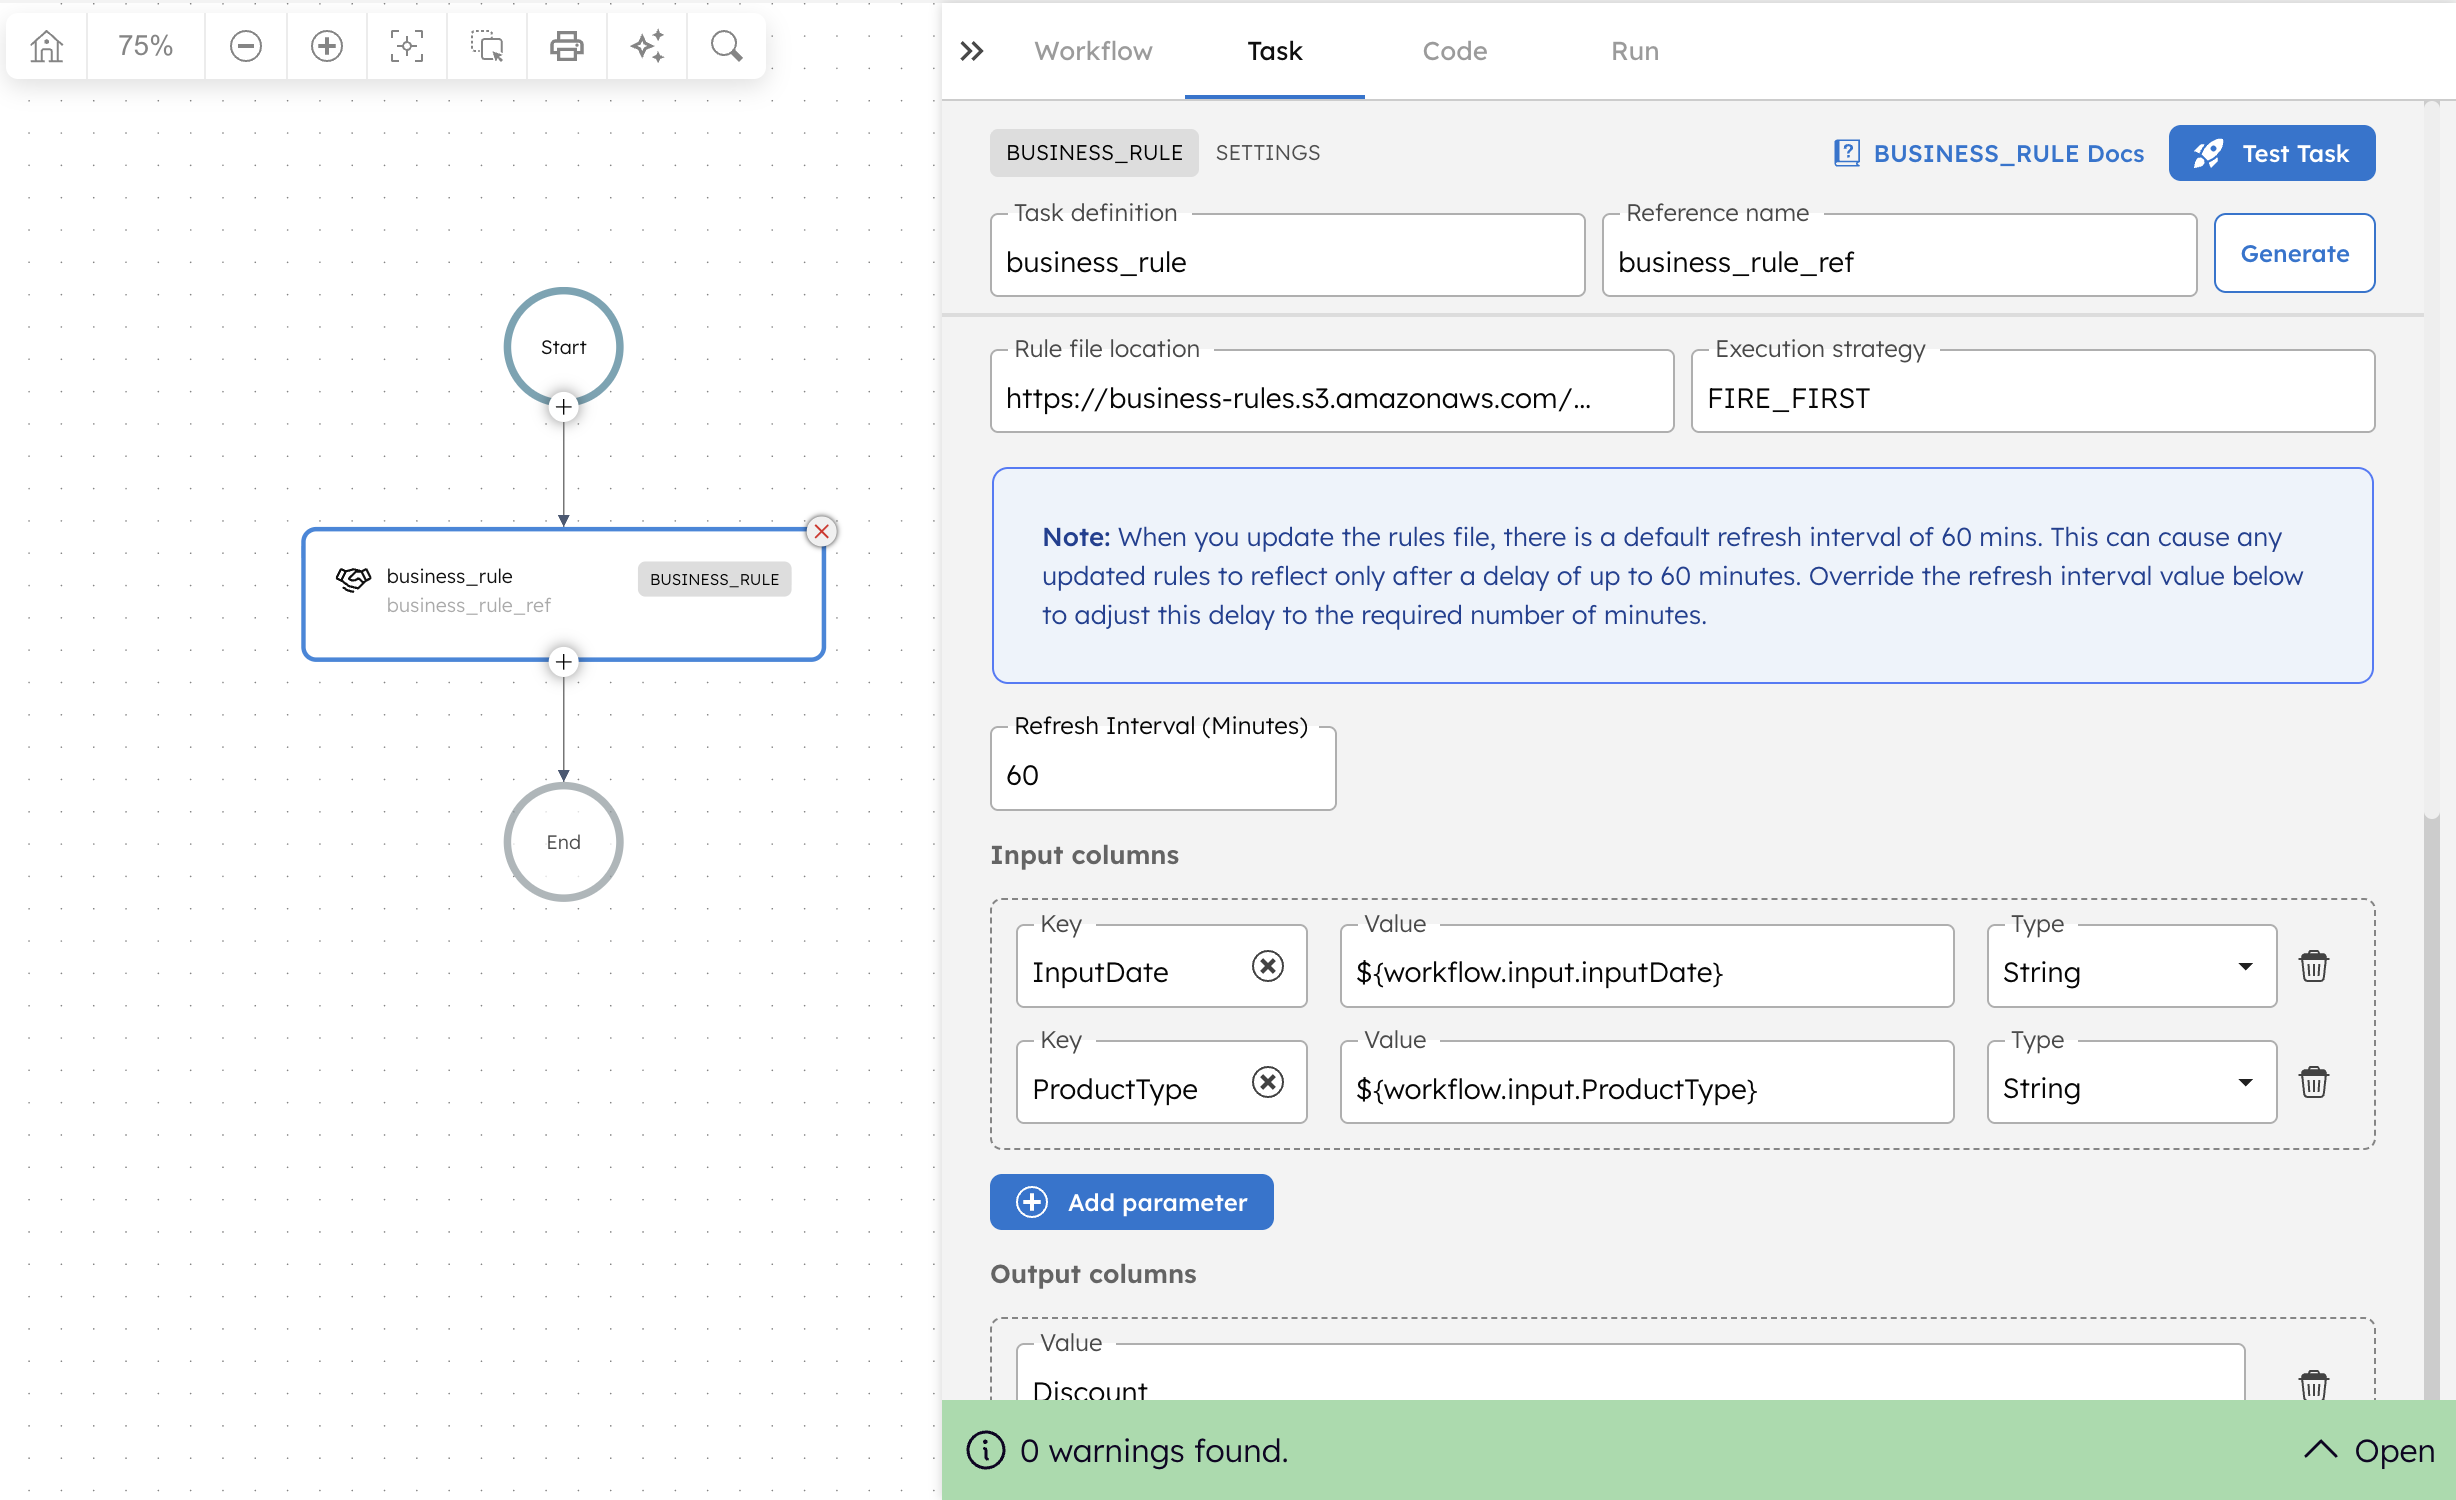 75%
Workflow
Task
Code
Run
BUSINESS_RULE
SETTINGS
BUSINESS_RULE Docs
Test Task
Task definition
business_rule
Reference name
business_rule_ref
Generate
Rule file location
https://business-rules.s3.amazonaws.com/...
Execution strategy
FIRE_FIRST
Start
business_rule
business_rule_ref
BUSINESS_RULE
End
Note: When you update the rules file, there is a default refresh interval of 60 mins. This can cause any
updated rules to reflect only after a delay of up to 60 minutes. Override the refresh interval value below
to adjust this delay to the required number of minutes.
Refresh Interval (Minutes)
60
Input columns
Key
InputDate
Value
${workflow.input.inputDate}
Type
String
Key
ProductType
Value
${workflow.input.ProductType}
Type
String
Add parameter
Output columns
Value
Discount
0 warnings found.
Open